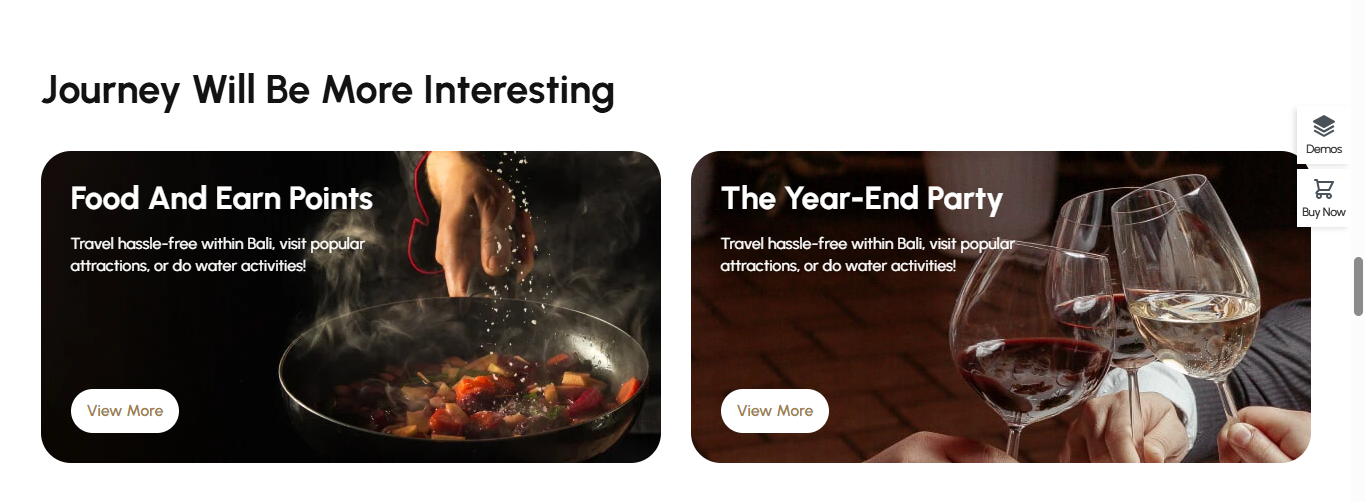 Journey Will Be More Interesting
Demos
Buy Now
Food And Earn Points
Travel hassle-free within Bali, visit popular
attractions, or do water activities!
View More
The Year-End Party
Travel hassle-free within Bali, visit popular
attractions, or do water activities!
View More